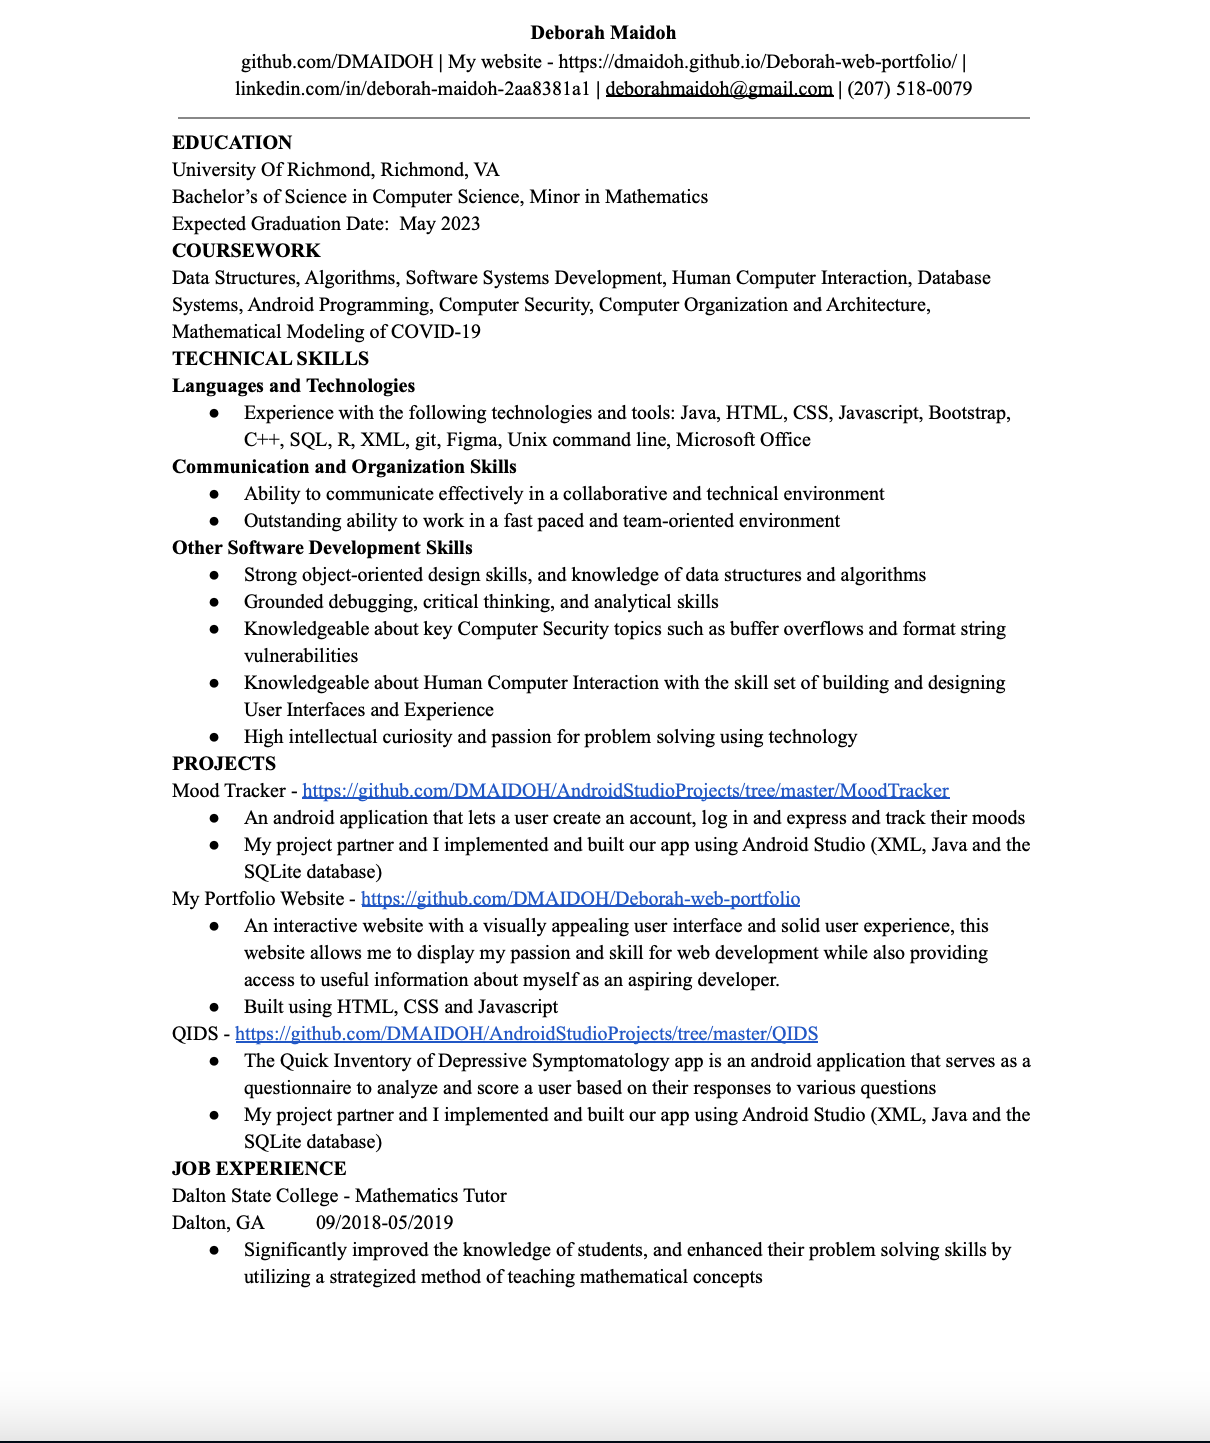 Deborah Maidoh
github.com/DMAIDOH | My website - https://dmaidoh.github.io/Deborah-web-portfolio/ |
linkedin.com/in/deborah-maidoh-2aa8381a1 | deborahmaidoh@gmail.com | (207) 518-0079
EDUCATION
University Of Richmond, Richmond, VA
Bachelor’s of Science in Computer Science, Minor in Mathematics
Expected Graduation Date:  May 2023
COURSEWORK
Data Structures, Algorithms, Software Systems Development, Human Computer Interaction, Database
Systems, Android Programming, Computer Security, Computer Organization and Architecture,
Mathematical Modeling of COVID-19
TECHNICAL SKILLS
Languages and Technologies
● Experience with the following technologies and tools: Java, HTML, CSS, Javascript, Bootstrap,
C++, SQL, R, XML, git, Figma, Unix command line, Microsoft Office
Communication and Organization Skills
● Ability to communicate effectively in a collaborative and technical environment
● Outstanding ability to work in a fast paced and team-oriented environment
Other Software Development Skills
● Strong object-oriented design skills, and knowledge of data structures and algorithms
● Grounded debugging, critical thinking, and analytical skills
● Knowledgeable about key Computer Security topics such as buffer overflows and format string
vulnerabilities
● Knowledgeable about Human Computer Interaction with the skill set of building and designing
User Interfaces and Experience
● High intellectual curiosity and passion for problem solving using technology
PROJECTS
Mood Tracker - https://github.com/DMAIDOH/AndroidStudioProjects/tree/master/MoodTracker
● An android application that lets a user create an account, log in and express and track their moods
● My project partner and I implemented and built our app using Android Studio (XML, Java and the
SQLite database)
My Portfolio Website - https://github.com/DMAIDOH/Deborah-web-portfolio
● An interactive website with a visually appealing user interface and solid user experience, this
website allows me to display my passion and skill for web development while also providing
access to useful information about myself as an aspiring developer.
● Built using HTML, CSS and Javascript
QIDS - https://github.com/DMAIDOH/AndroidStudioProjects/tree/master/QIDS
● The Quick Inventory of Depressive Symptomatology app is an android application that serves as a
questionnaire to analyze and score a user based on their responses to various questions
● My project partner and I implemented and built our app using Android Studio (XML, Java and the
SQLite database)
JOB EXPERIENCE
Dalton State College - Mathematics Tutor
Dalton, GA 09/2018-05/2019
● Significantly improved the knowledge of students, and enhanced their problem solving skills by
utilizing a strategized method of teaching mathematical concepts